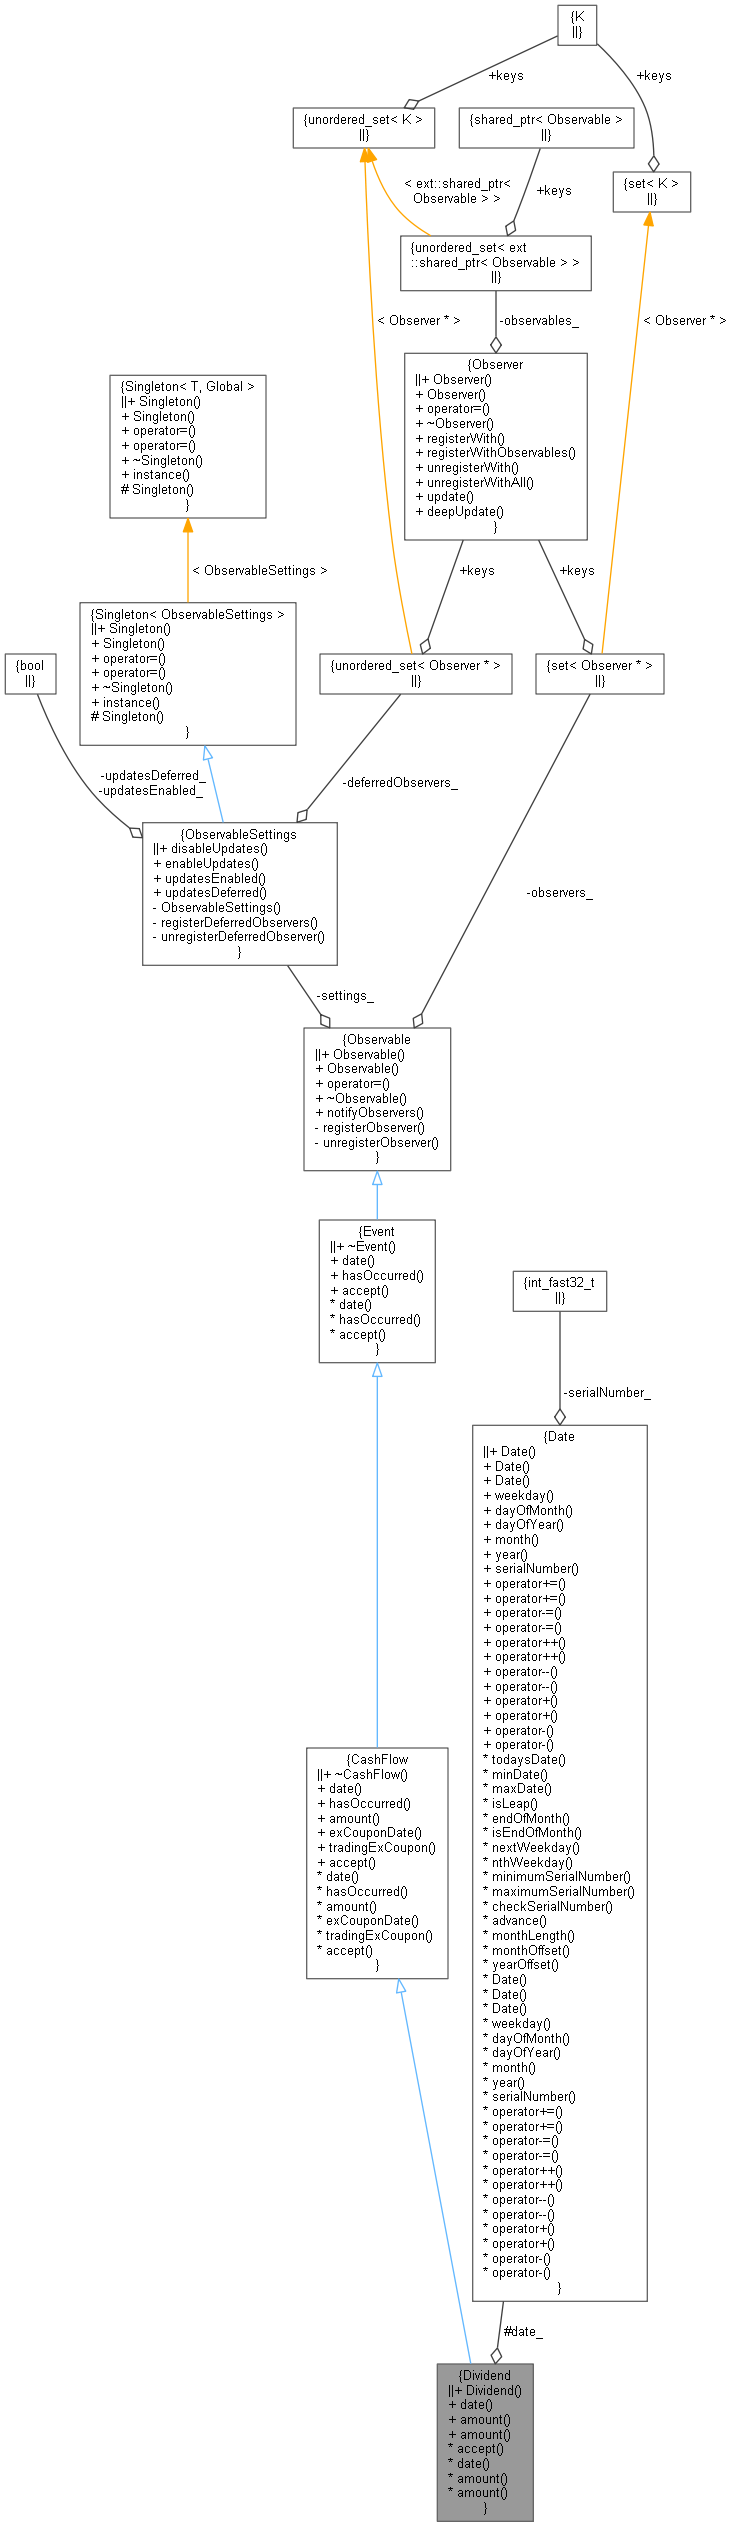 {K
||}
+keys
+keys
{unordered_set< K >
||}
{shared_ptr< Observable >
||}
{set< K >
||}
< ext::shared_ptr<
Observable > >
+keys
{unordered_set< ext
::shared_ptr< Observable > >
||}
< Observer * >
-observables_
< Observer * >
{Observer
||+ Observer()
+ Observer()
+ operator=()
+ ~Observer()
+ registerWith()
+ registerWithObservables()
+ unregisterWith()
+ unregisterWithAll()
+ update()
+ deepUpdate()
}
{Singleton< T, Global >
||+ Singleton()
+ Singleton()
+ operator=()
+ operator=()
+ ~Singleton()
+ instance()
# Singleton()
}
< ObservableSettings >
+keys
+keys
{Singleton< ObservableSettings >
||+ Singleton()
+ Singleton()
+ operator=()
+ operator=()
+ ~Singleton()
+ instance()
# Singleton()
}
{bool
||}
{unordered_set< Observer * >
||}
{set< Observer * >
||}
-updatesDeferred_
-updatesEnabled_
-deferredObservers_
{ObservableSettings
||+ disableUpdates()
+ enableUpdates()
+ updatesEnabled()
+ updatesDeferred()
- ObservableSettings()
- registerDeferredObservers()
- unregisterDeferredObserver()
}
-observers_
-settings_
{Observable
||+ Observable()
+ Observable()
+ operator=()
+ ~Observable()
+ notifyObservers()
- registerObserver()
- unregisterObserver()
}
{Event
||+ ~Event()
+ date()
+ hasOccurred()
+ accept()
* date()
* hasOccurred()
* accept()
}
{int_fast32_t
||}
-serialNumber_
{Date
||+ Date()
+ Date()
+ Date()
+ weekday()
+ dayOfMonth()
+ dayOfYear()
+ month()
+ year()
+ serialNumber()
+ operator+=()
+ operator+=()
+ operator-=()
+ operator-=()
+ operator++()
+ operator++()
+ operator--()
+ operator--()
+ operator+()
+ operator+()
+ operator-()
+ operator-()
* todaysDate()
* minDate()
* maxDate()
* isLeap()
* endOfMonth()
* isEndOfMonth()
* nextWeekday()
* nthWeekday()
* minimumSerialNumber()
* maximumSerialNumber()
* checkSerialNumber()
* advance()
* monthLength()
* monthOffset()
* yearOffset()
* Date()
* Date()
* Date()
* weekday()
* dayOfMonth()
* dayOfYear()
* month()
* year()
* serialNumber()
* operator+=()
* operator+=()
* operator-=()
* operator-=()
* operator++()
* operator++()
* operator--()
* operator--()
* operator+()
* operator+()
* operator-()
* operator-()
}
{CashFlow
||+ ~CashFlow()
+ date()
+ hasOccurred()
+ amount()
+ exCouponDate()
+ tradingExCoupon()
+ accept()
* date()
* hasOccurred()
* amount()
* exCouponDate()
* tradingExCoupon()
* accept()
}
#date_
{Dividend
||+ Dividend()
+ date()
+ amount()
+ amount()
* accept()
* date()
* amount()
* amount()
}